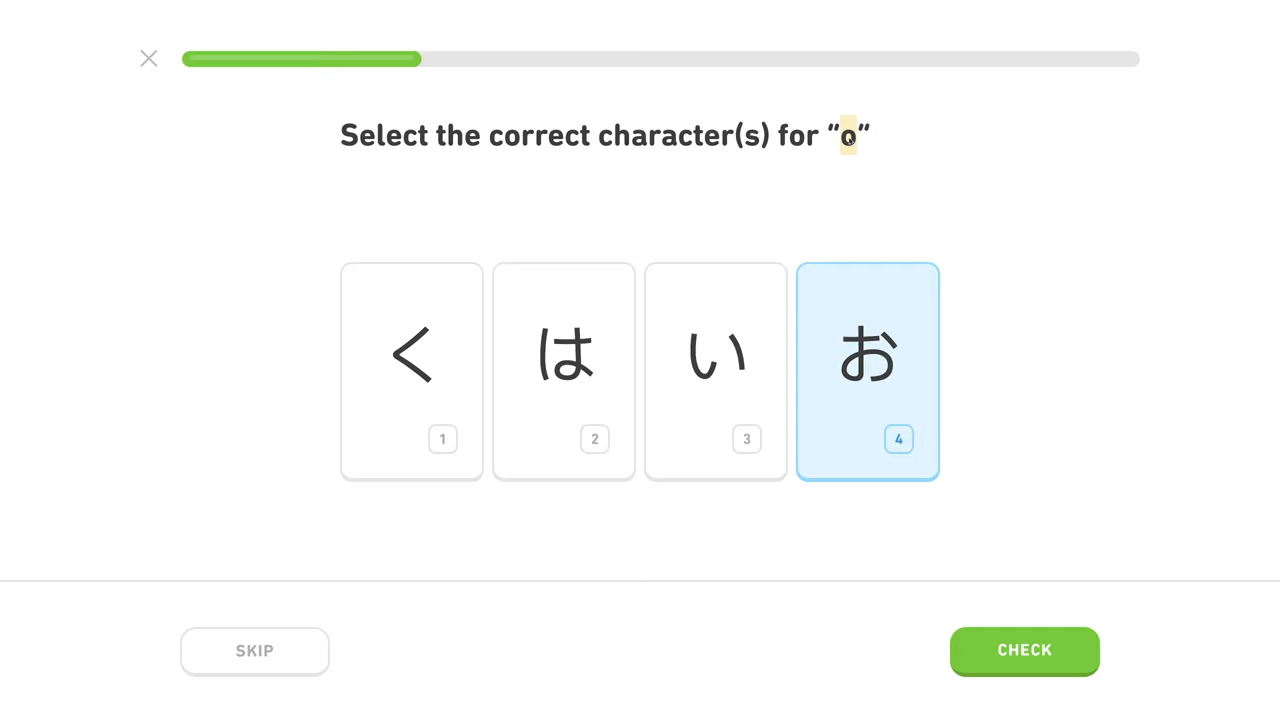 Select the correct character(s) for "o"
く は い お
1 2 3 4
SKIP CHECK